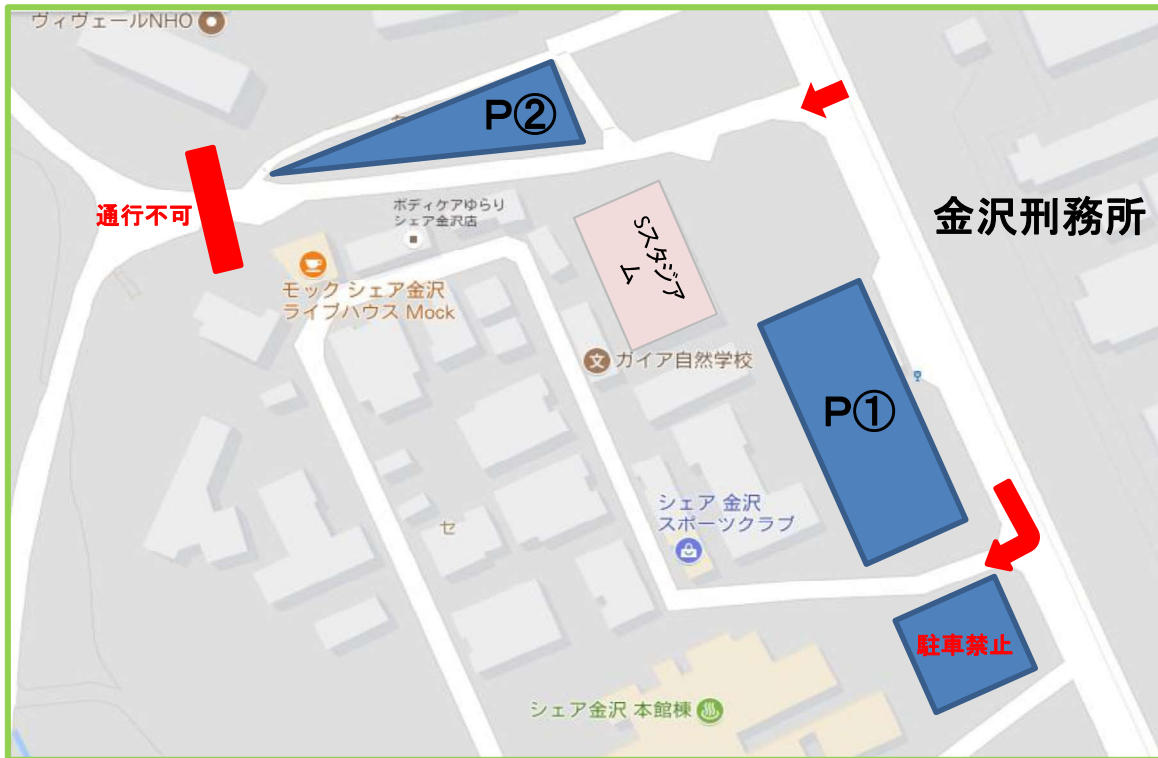 ヴィヴェールNHO
P②
通行不可
ボディケアゆらり
シェア金沢店
金沢刑務所
Sスタジア
ム
モック シェア金沢
ライブハウス Mock
ガイア自然学校
P①
シェア 金沢
スポーツクラブ
セ
駐車禁止
シェア金沢 本館棟